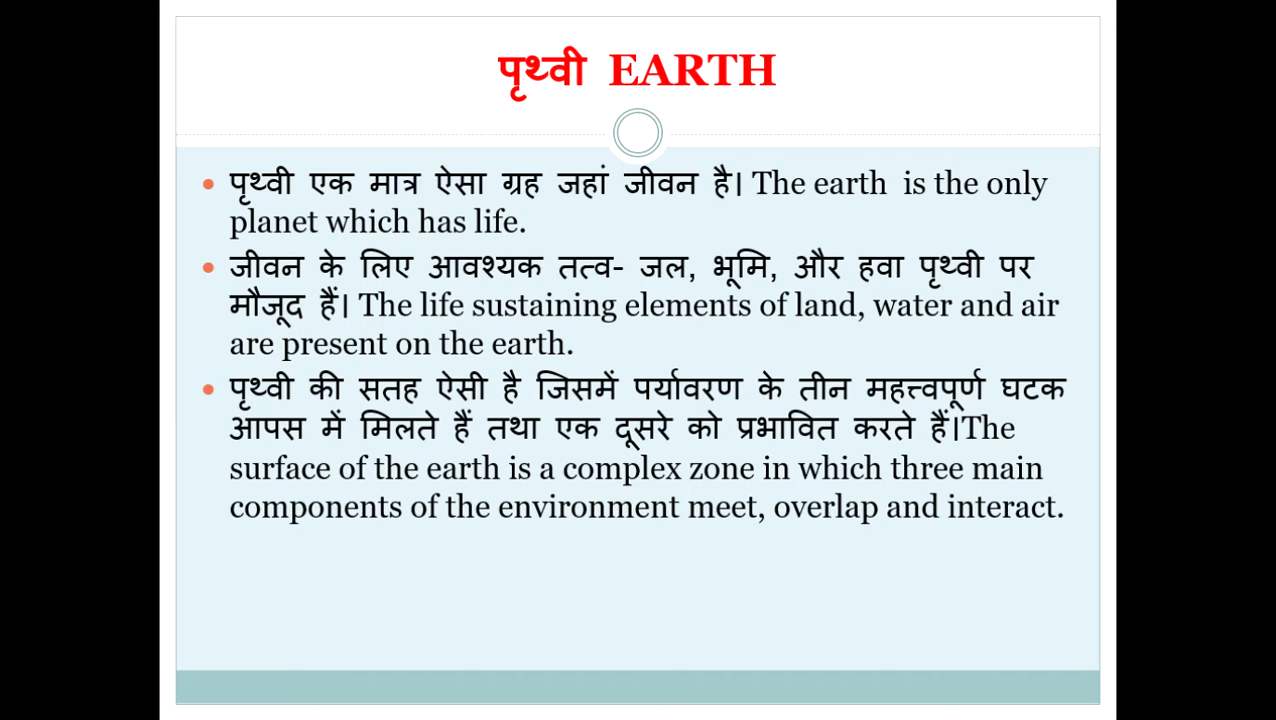 पृथ्वी EARTH
पृथ्वी एक मात्र ऐसा ग्रह जहां जीवन है। The earth is the only
planet which has life.
जीवन के लिए आवश्यक तत्व- जल, भूमि, और हवा पृथ्वी पर
मौजूद हैं। The life sustaining elements of land, water and air
are present on the earth.
पृथ्वी की सतह ऐसी है जिसमें पर्यावरण के तीन महत्त्वपूर्ण घटक
आपस में मिलते हैं तथा एक दूसरे को प्रभावित करते हैं।The
surface of the earth is a complex zone in which three main
components of the environment meet, overlap and interact.